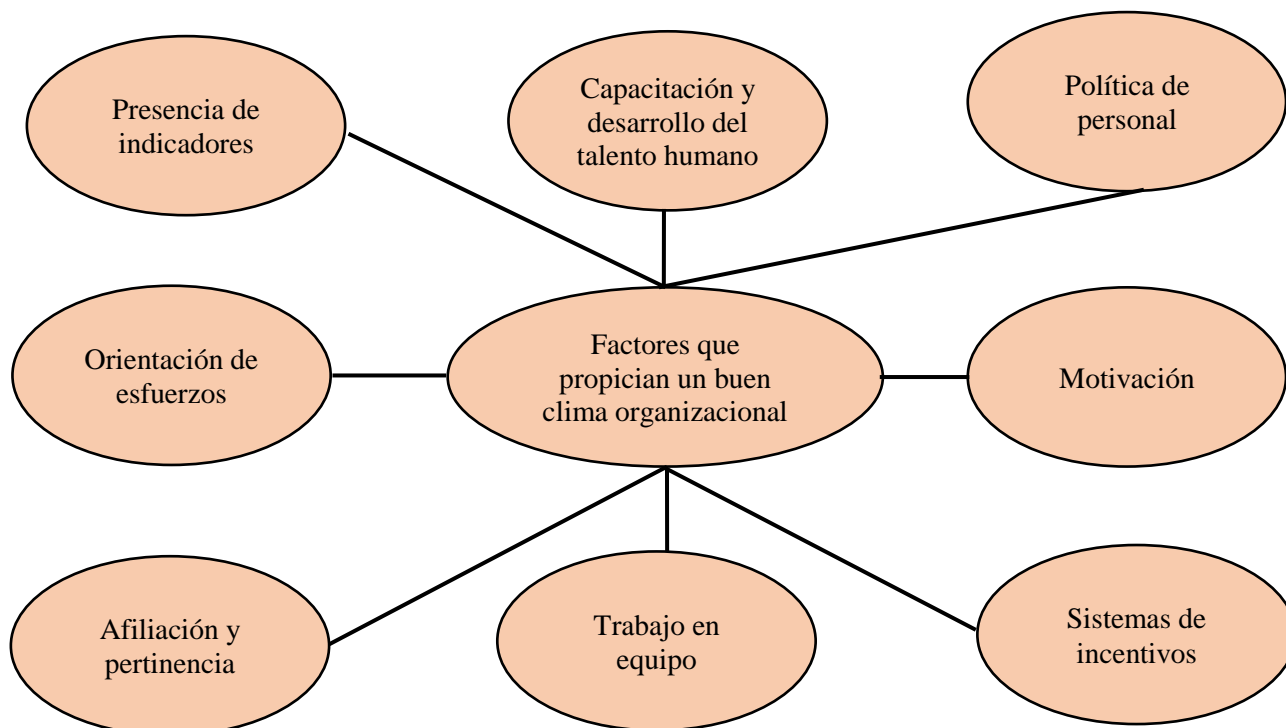 Presencia de
indicadores
Capacitación y
desarrollo del
talento humano
Política de
personal
Orientación de
esfuerzos
Factores que
propician un buen
clima organizacional
Motivación
Afiliación y
pertinencia
Trabajo en
equipo
Sistemas de
incentivos